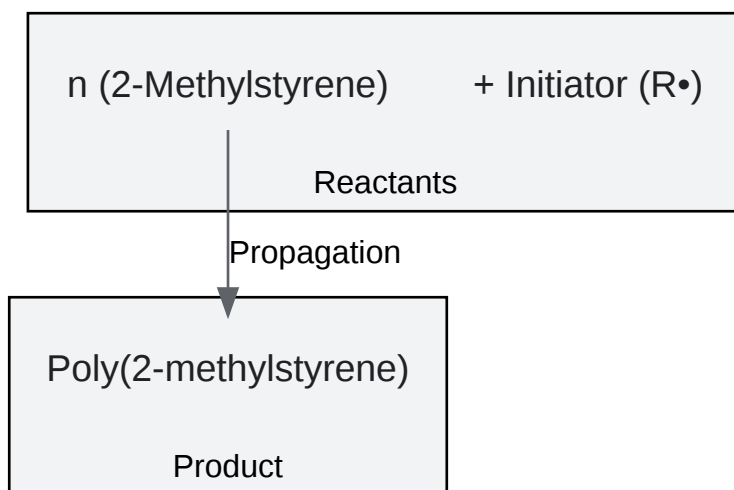 n (2-Methylstyrene) + Initiator (R•)
Reactants
Propagation
Poly(2-methylstyrene)
Product